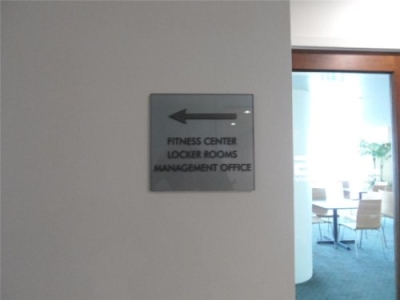 FITNESS CENTER
LOCKER ROOMS
MANAGEMENT OFFICE